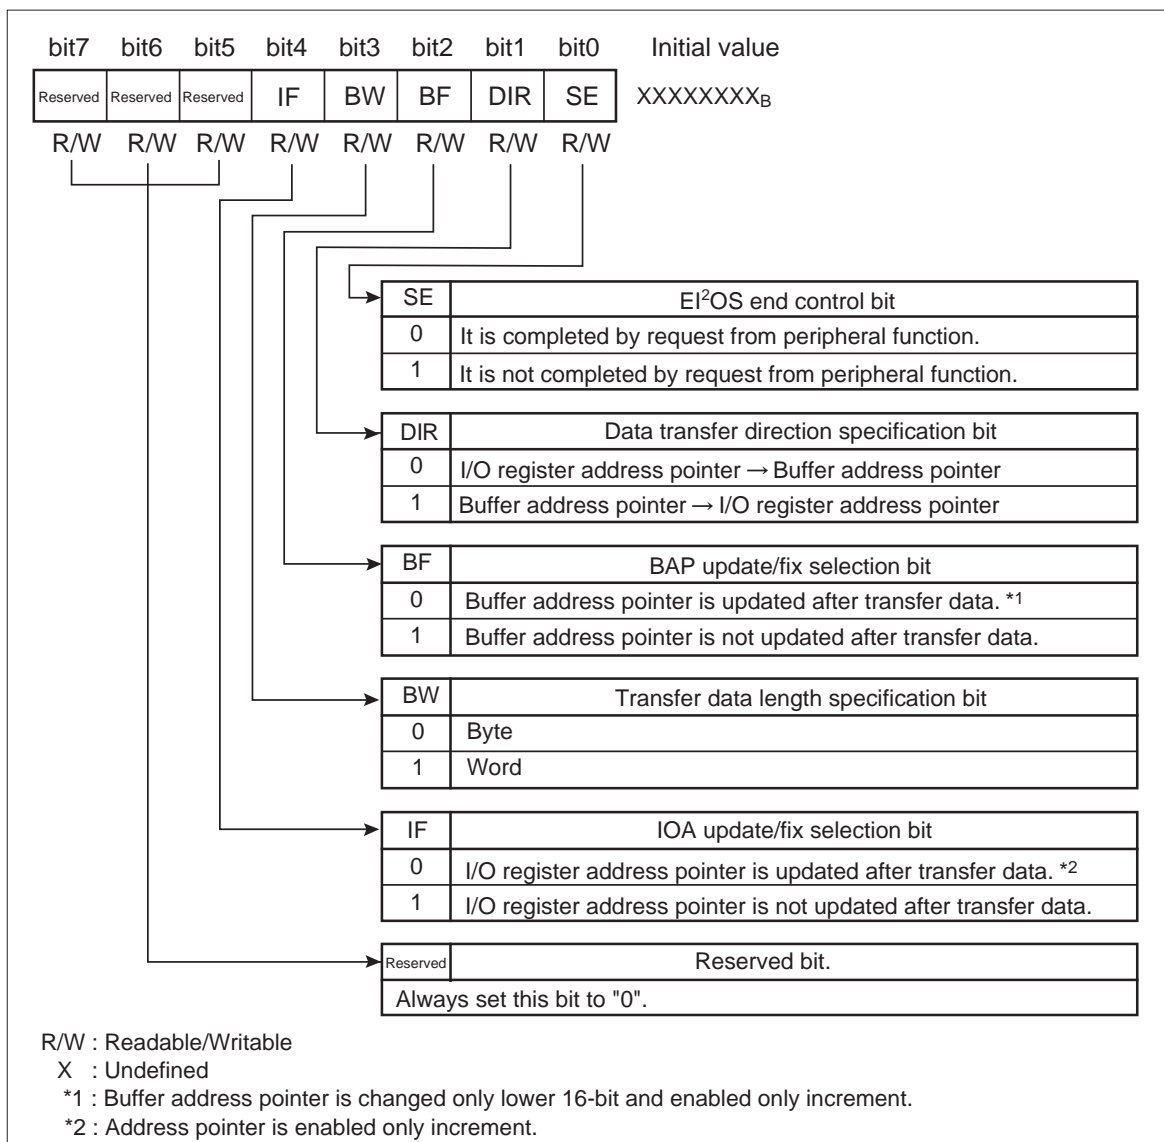 bit7 bit6 bit5 bit4 bit3 bit2 bit1 bit0 Initial value
Reserved Reserved Reserved IF BW BF DIR SE XXXXXXXXB
R/W R/W R/W R/W R/W R/W R/W R/W
SE EI2OS end control bit
0 It is completed by request from peripheral function.
1 It is not completed by request from peripheral function.
DIR Data transfer direction specification bit
0 I/O register address pointer → Buffer address pointer
1 Buffer address pointer → I/O register address pointer
BF BAP update/fix selection bit
0 Buffer address pointer is updated after transfer data. *1
1 Buffer address pointer is not updated after transfer data.
BW Transfer data length specification bit
0 Byte
1 Word
IF IOA update/fix selection bit
0 I/O register address pointer is updated after transfer data. *2
1 I/O register address pointer is not updated after transfer data.
Reserved Reserved bit.
Always set this bit to "0".
R/W : Readable/Writable
X : Undefined
*1 : Buffer address pointer is changed only lower 16-bit and enabled only increment.
*2 : Address pointer is enabled only increment.